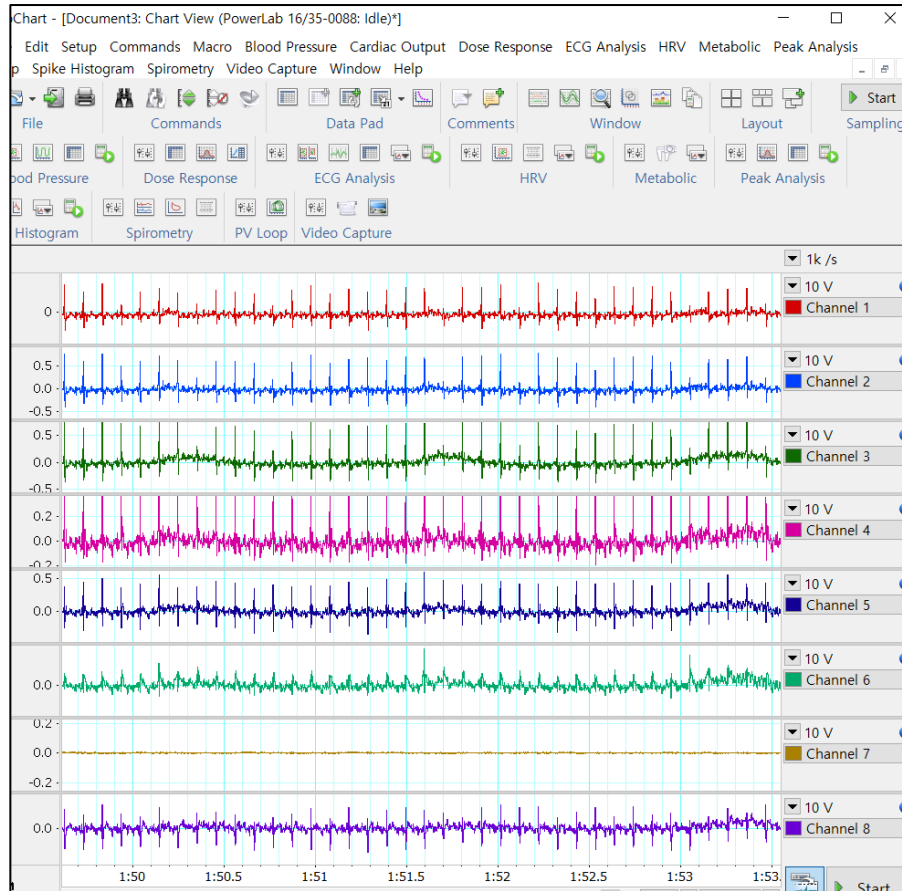 Chart - [Document3: Chart View (PowerLab 16/35-0088: Idle)*]
Edit Setup Commands Macro Blood Pressure Cardiac Output Dose Response ECG Analysis HRV Metabolic Peak Analysis
p Spike Histogram Spirometry Video Capture Window Help
Start
File Commands Data Pad Comments Window Layout Sampling
ood Pressure Dose Response ECG Analysis HRV Metabolic Peak Analysis
Histogram Spirometry PV Loop Video Capture
1k /s
10 V
0
Channel 1
10 V
0.5
Channel 2
0.0
-0.5
10 V
0.5
Channel 3
0.0
-0.5
10 V
0.2
Channel 4
0.0
-0.2
10 V
0.5
Channel 5
0.0
10 V
Channel 6
0.0
0.2
10 V
Channel 7
0.0
-0.2
10 V
Channel 8
0.0
1:50 1:50.5 1:51 1:51.5 1:52 1:52.5 1:53 1:53.
Start